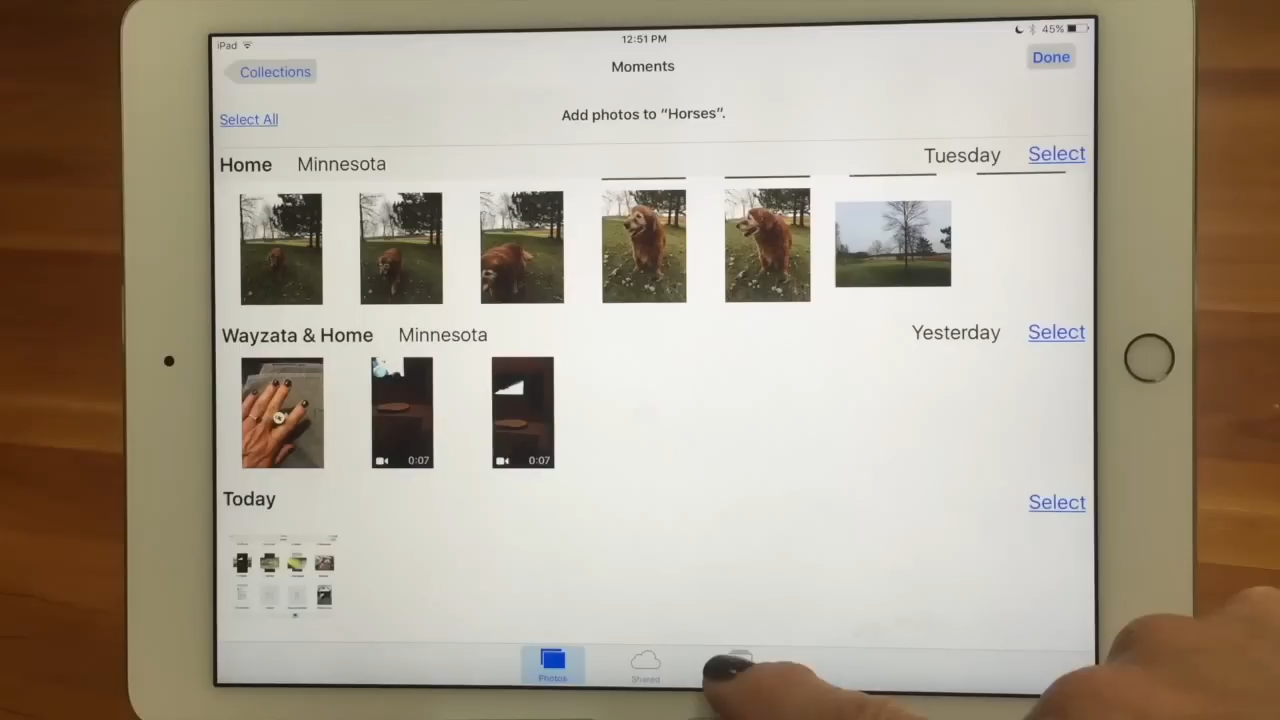 iPad
12:51 PM
45%
Collections
Moments
Done
Select All
Add photos to “Horses”.
Home Minnesota
Tuesday Select
Wayzata & Home Minnesota
Yesterday Select
0:07
0:07
Today
Select
Photos
Shared